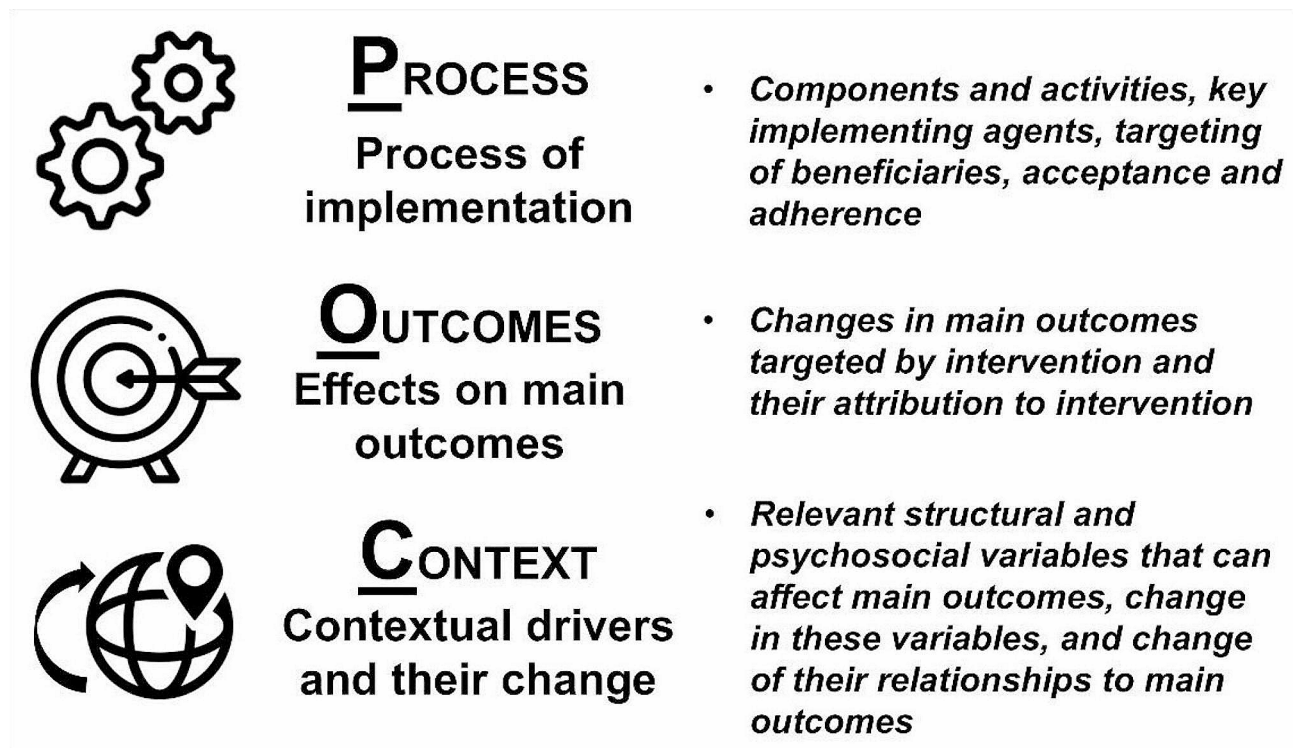 PROCESS
Process of
implementation
• Components and activities, key
implementing agents, targeting
of beneficiaries, acceptance and
adherence
OUTCOMES
Effects on main
outcomes
• Changes in main outcomes
targeted by intervention and
their attribution to intervention
CONTEXT
Contextual drivers
and their change
• Relevant structural and
psychosocial variables that can
affect main outcomes, change
in these variables, and change
of their relationships to main
outcomes